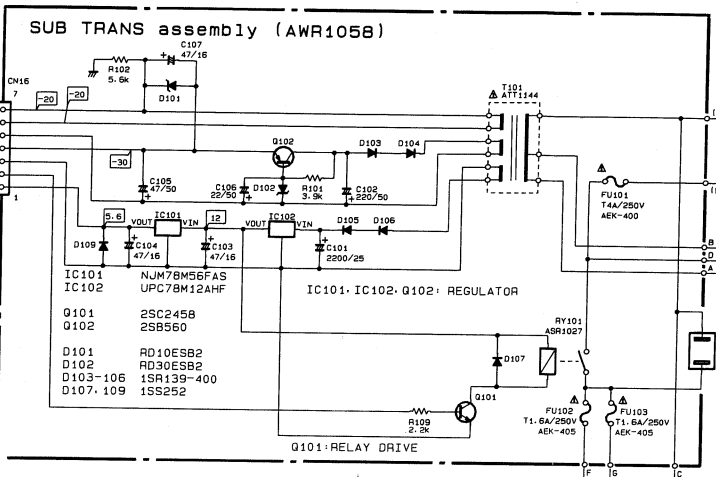 SUB TRANS assembly (AWR1058)
C107
47/16
R102
5.6k
D101
CN16
7
-20
-20
T101
ATT1144
Q102
D103
D104
-30
C105
47/50
C106
22/50
D102
R101
3.9k
C102
220/50
FU101
T4A/250V
AEK-400
5.6
IC101
VOUT
VIN
12
IC102
VOUT
VIN
D105
D106
1
D109
C104
47/16
C103
47/16
C101
2200/25
B
D
A
IC101 NJM78M56FAS
IC102 UPC78M12AHF
IC101, IC102, Q102: REGULATOR
Q101 2SC2458
Q102 2SB560
RY101
ASR1027
D101 RD10ESB2
D102 RD30ESB2
D103-106 1SR139-400
D107, 109 1SS252
D107
Q101
R109
2.2k
FU102
T1.6A/250V
AEK-405
FU103
T1.6A/250V
AEK-405
Q101:RELAY DRIVE
F
G
C